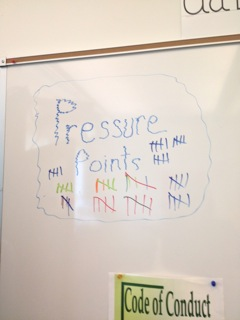 Pressure
Points
Code of Conduct